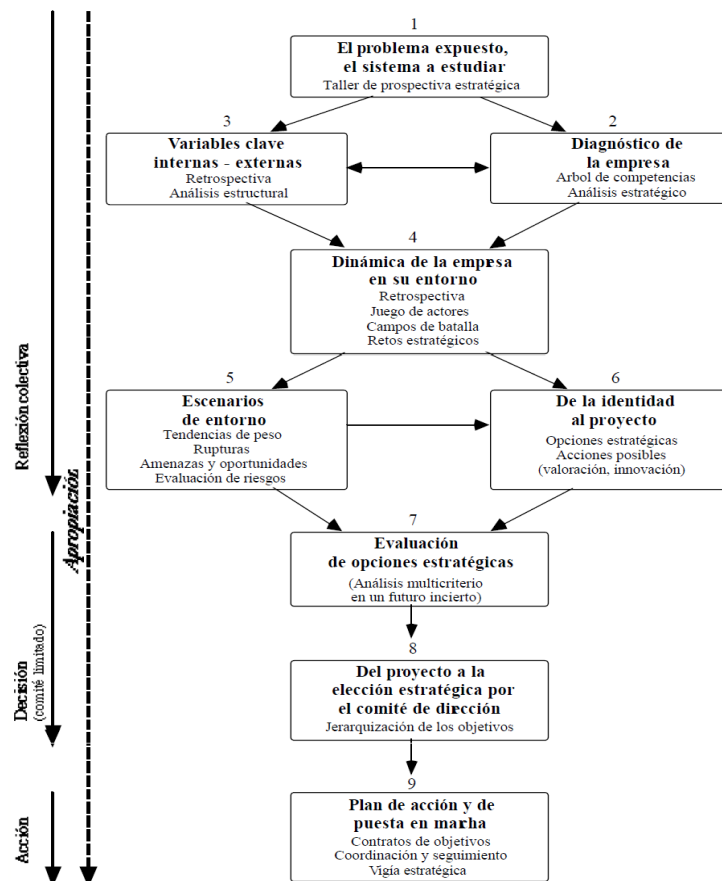 1
El problema expuesto,
el sistema a estudiar
Taller de prospectiva estratégica
3
Variables clave
internas - externas
Retrospectiva
Análisis estructural
2
Diagnóstico de
la empresa
Arbol de competencias
Análisis estratégico
4
Dinámica de la empresa
en su entorno
Retrospectiva
Juego de actores
Campos de batalla
Retos estratégicos
5
Escenarios
de entorno
Tendencias de peso
Rupturas
Amenazas y oportunidades
Evaluación de riesgos
6
De la identidad
al proyecto
Opciones estratégicas
Acciones posibles
(valoración, innovación)
7
Evaluación
de opciones estratégicas
(Análisis multicriterio
en un futuro incierto)
8
Del proyecto a la
elección estratégica por
el comité de dirección
Jerarquización de los objetivos
9
Plan de acción y de
puesta en marcha
Contratos de objetivos
Coordinación y seguimiento
Vigía estratégica
Reflexión colectiva
Apropiación
Decisión
(comité limitado)
Acción